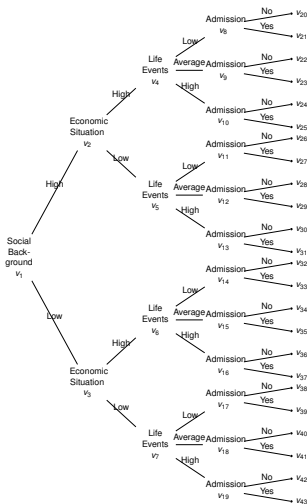 Social
Back-
ground
v1
High
Low
Economic
Situation
v2
High
Low
Economic
Situation
v3
High
Low
Life
Events
v4
Low
Average
High
Life
Events
v5
Low
Average
High
Life
Events
v6
Low
Average
High
Life
Events
v7
Low
Average
High
Admission
v8
No
v20
Yes
v21
Admission
v9
No
v22
Yes
v23
Admission
v10
No
v24
Yes
v25
Admission
v11
No
v26
Yes
v27
Admission
v12
No
v28
Yes
v29
Admission
v13
No
v30
Yes
v31
Admission
v14
No
v32
Yes
v33
Admission
v15
No
v34
Yes
v35
Admission
v16
No
v36
Yes
v37
Admission
v17
No
v38
Yes
v39
Admission
v18
No
v40
Yes
v41
Admission
v19
No
v42
Yes
v43